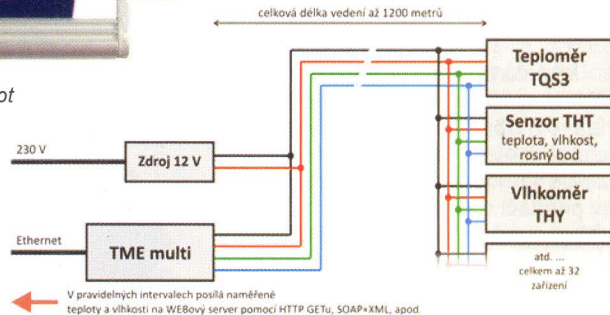 celková délka vedení až 1200 metrů
ot
Teploměr
TQS3
Senzor THT
teplota, vlhkost,
rosný bod
230 V
Zdroj 12 V
Vlhkoměr
THY
Ethernet
TME multi
atd. ...
celkem až 32
zařízení
V pravidelných intervalech posílá naměřené
teploty a vlhkosti na WEBový server pomocí HTTP GETu, SOAP+XML, apod.